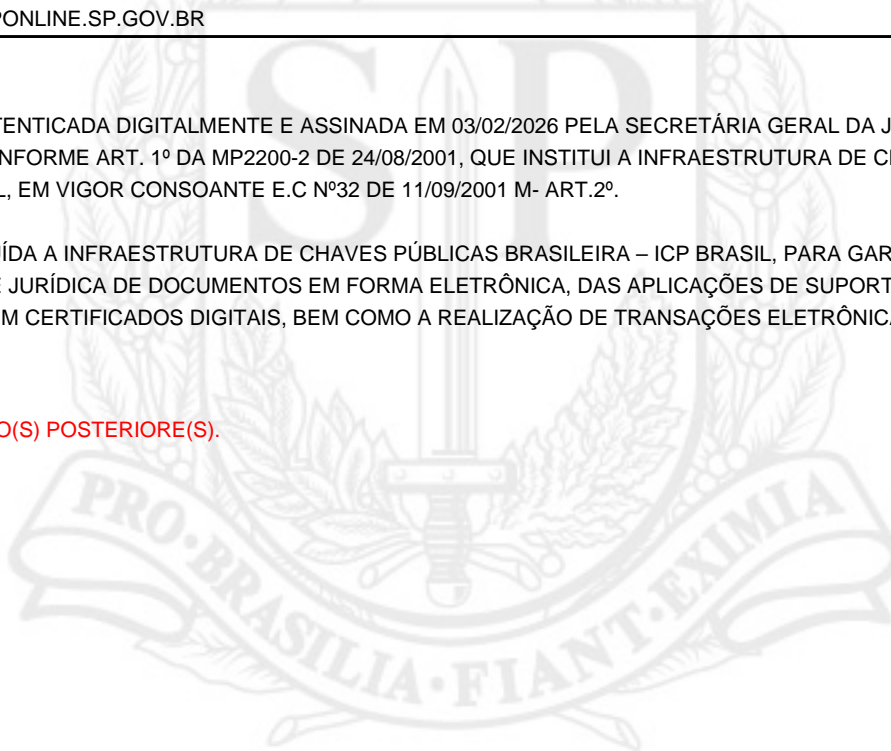 PONLINE.SP.GOV.BR
TENTICADA DIGITALMENTE E ASSINADA EM 03/02/2026 PELA SECRETÁRIA GERAL DA J
NFORME ART. 1º DA MP2200-2 DE 24/08/2001, QUE INSTITUI A INFRAESTRUTURA DE C
L, EM VIGOR CONSOANTE E.C Nº32 DE 11/09/2001 M- ART.2º.
ÍDA A INFRAESTRUTURA DE CHAVES PÚBLICAS BRASILEIRA – ICP BRASIL, PARA GAR
E JURÍDICA DE DOCUMENTOS EM FORMA ELETRÔNICA, DAS APLICAÇÕES DE SUPORT
M CERTIFICADOS DIGITAIS, BEM COMO A REALIZAÇÃO DE TRANSAÇÕES ELETRÔNICA
O(S) POSTERIORE(S).
SP
PRO·BRASILIA·FIANT·EXIMIA